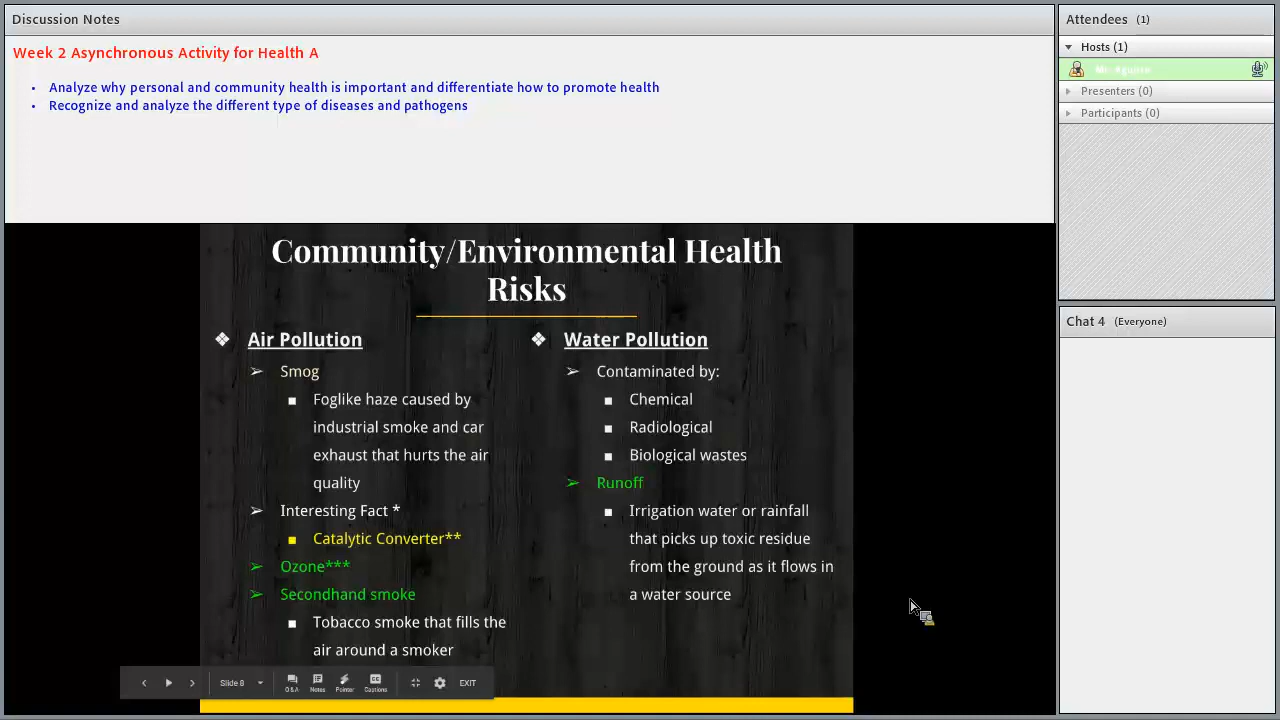 Discussion Notes
Week 2 Asynchronous Activity for Health A
• Analyze why personal and community health is important and differentiate how to promote health
• Recognize and analyze the different type of diseases and pathogens
Community/Environmental Health
Risks
❖ Air Pollution
➢ Smog
■ Foglike haze caused by
industrial smoke and car
exhaust that hurts the air
quality
➢ Interesting Fact *
■ Catalytic Converter**
➢ Ozone***
➢ Secondhand smoke
■ Tobacco smoke that fills the
air around a smoker
❖ Water Pollution
➢ Contaminated by:
■ Chemical
■ Radiological
■ Biological wastes
➢ Runoff
■ Irrigation water or rainfall
that picks up toxic residue
from the ground as it flows in
a water source
Slide 8
Q&A
Notes
Pointer
Captions
EXIT
Attendees (1)
Hosts (1)
Presenters (0)
Participants (0)
Chat 4 (Everyone)